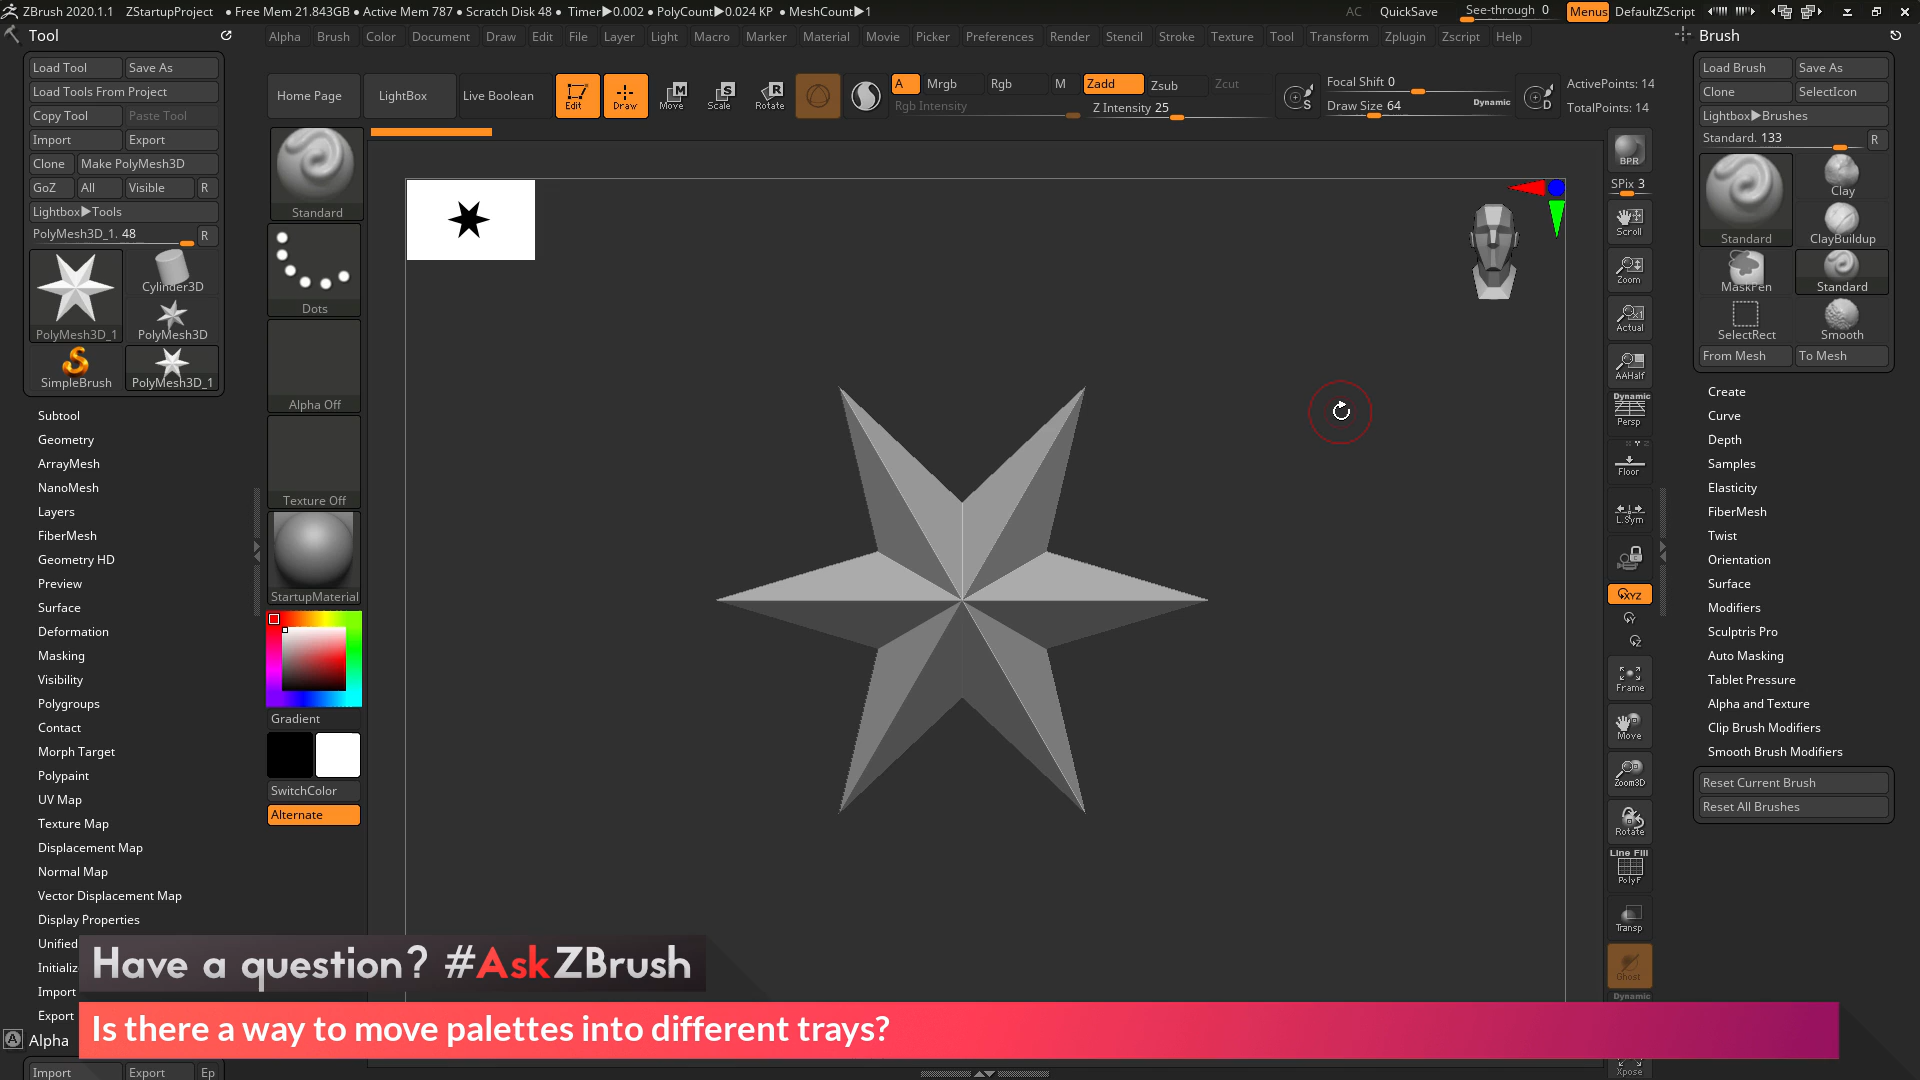 ZBrush 2020.1.1 ZStartupProject ● Free Mem 21.843GB ● Active Mem 787 ● Scratch Disk 48 ● Timer▶0.002 ● PolyCount▶0.024 KP ● MeshCount▶1 AC QuickSave See-through 0 Menus DefaultZScript
Tool
Alpha Brush Color Document Draw Edit File Layer Light Macro Marker Material Movie Picker Preferences Render Stencil Stroke Texture Tool Transform Zplugin Zscript Help
Brush
Load Tool Save As
Load Tools From Project
Copy Tool Paste Tool
Import Export
Clone Make PolyMesh3D
GoZ All Visible R
Lightbox▶Tools
PolyMesh3D_1. 48 R
PolyMesh3D_1
Cylinder3D
PolyMesh3D
SimpleBrush
PolyMesh3D_1
Subtool
Geometry
ArrayMesh
NanoMesh
Layers
FiberMesh
Geometry HD
Preview
Surface
Deformation
Masking
Visibility
Polygroups
Contact
Morph Target
Polypaint
UV Map
Texture Map
Displacement Map
Normal Map
Vector Displacement Map
Display Properties
Unified
Initializ
Import
Export
Alpha
Import Export Ep
Home Page LightBox Live Boolean
Edit Draw Move Scale Rotate
A Mrgb Rgb M
Rgb Intensity
Zadd Zsub Zcut
Z Intensity 25
S
Focal Shift 0
Draw Size 64 Dynamic
D
ActivePoints: 14
TotalPoints: 14
Standard
Dots
Alpha Off
Texture Off
StartupMaterial
Gradient
SwitchColor
Alternate
BPR
SPix 3
Scroll
Zoom
Actual
AAHalf
Dynamic
Persp
Floor
L.Sym
XYZ
Y
Z
Frame
Move
Zoom3D
Rotate
Line Fill
PolyF
Transp
Ghost
Dynamic
Xpose
Load Brush Save As
Clone SelectIcon
Lightbox▶Brushes
Standard. 133 R
Standard
Clay
ClayBuildup
MaskPen
Standard
SelectRect
Smooth
From Mesh To Mesh
Create
Curve
Depth
Samples
Elasticity
FiberMesh
Twist
Orientation
Surface
Modifiers
Sculptris Pro
Auto Masking
Tablet Pressure
Alpha and Texture
Clip Brush Modifiers
Smooth Brush Modifiers
Reset Current Brush
Reset All Brushes
Have a question? #AskZBrush
Is there a way to move palettes into different trays?